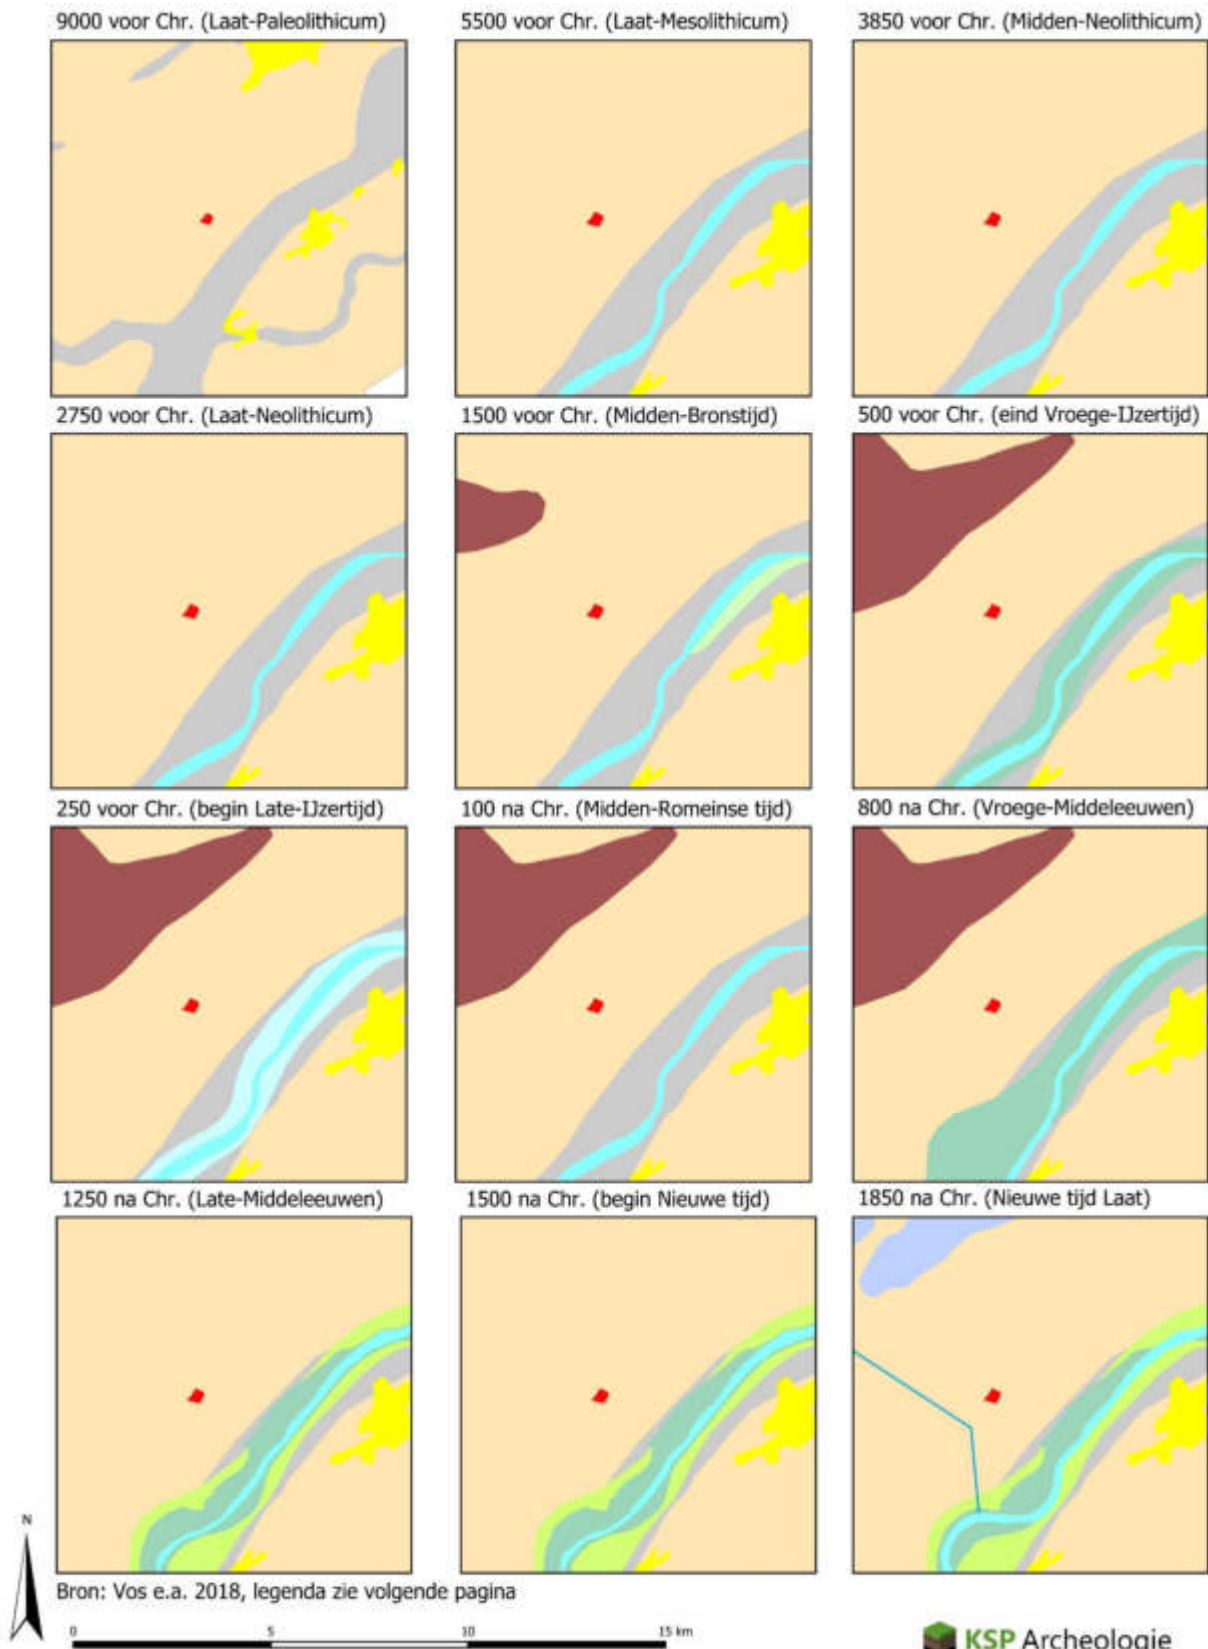 9000 voor Chr. (Laat-Paleolithicum)
5500 voor Chr. (Laat-Mesolithicum)
3850 voor Chr. (Midden-Neolithicum)
2750 voor Chr. (Laat-Neolithicum)
1500 voor Chr. (Midden-Bronstijd)
500 voor Chr. (eind Vroege-IJzertijd)
250 voor Chr. (begin Late-IJzertijd)
100 na Chr. (Midden-Romeinse tijd)
800 na Chr. (Vroege-Middeleeuwen)
1250 na Chr. (Late-Middeleeuwen)
1500 na Chr. (begin Nieuwe tijd)
1850 na Chr. (Nieuwe tijd Laat)
N
Bron: Vos e.a. 2018, legenda zie volgende pagina
0 5 10 15 km
KSP Archeologie